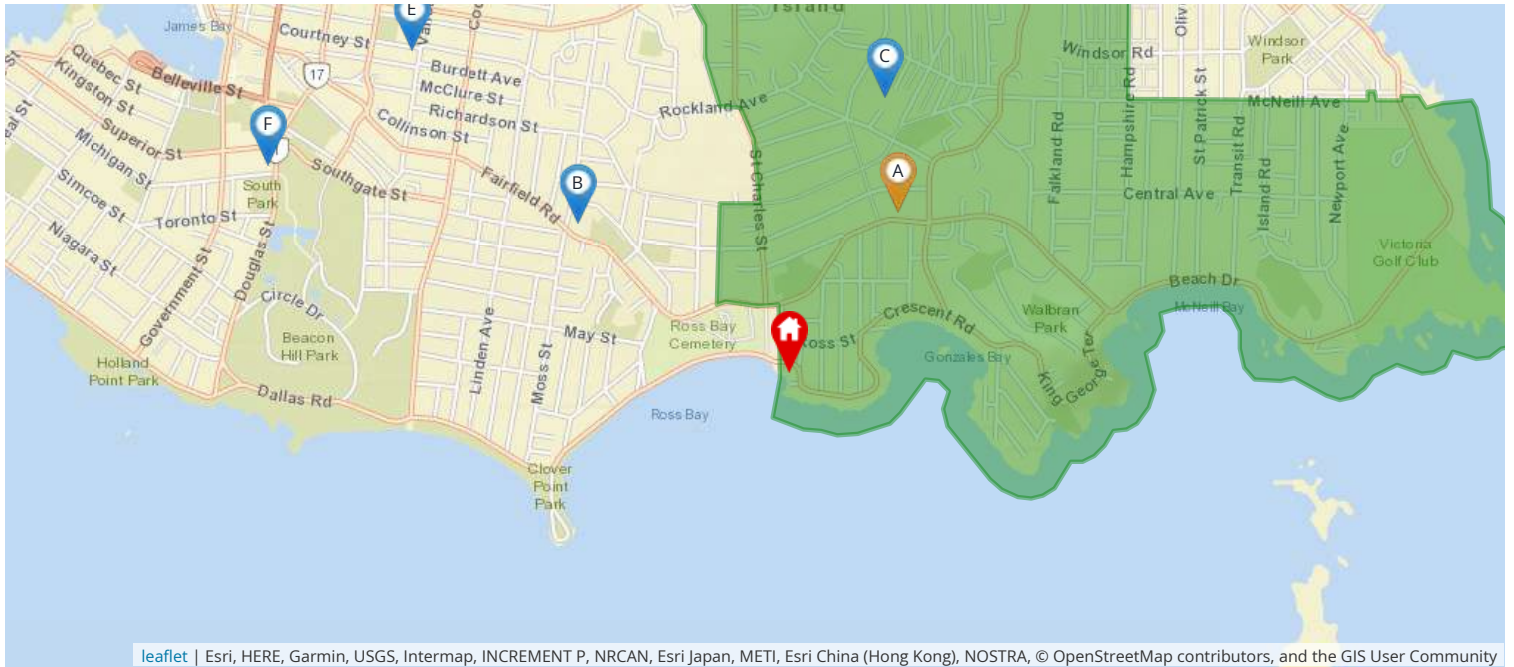 Island
James Bay
E
Van
Coo
Courtney St
17
Burdett Ave
McClure St
Richardson St
Collinson St
Quebec St
Kingston St
Belleville St
Superior St
Michigan St
Simcoe St
Niagara St
Toronto St
F
South
Park
Southgate St
Fairfield Rd
B
Rockland Ave
C
A
Windsor Rd
Oliv
Windsor
Park
McNeill Ave
Hampshire Rd
Falkland Rd
St Patrick St
Transit Rd
Island Rd
Newport Ave
Central Ave
Victoria
Golf Club
St Charles St
Government St
Douglas St
Circle Dr
Beacon
Hill Park
Holland
Point Park
Dallas Rd
Linden Ave
Moss St
May St
Ross Bay
Cemetery
Ross St
Crescent Rd
Gonzales Bay
Walbran
Park
King
George Ter
Beach Dr
McNeill Bay
Ross Bay
Clover
Point
Park
leaflet | Esri, HERE, Garmin, USGS, Intermap, INCREMENT P, NRCAN, Esri Japan, METI, Esri China (Hong Kong), NOSTRA, © OpenStreetMap contributors, and the GIS User Community